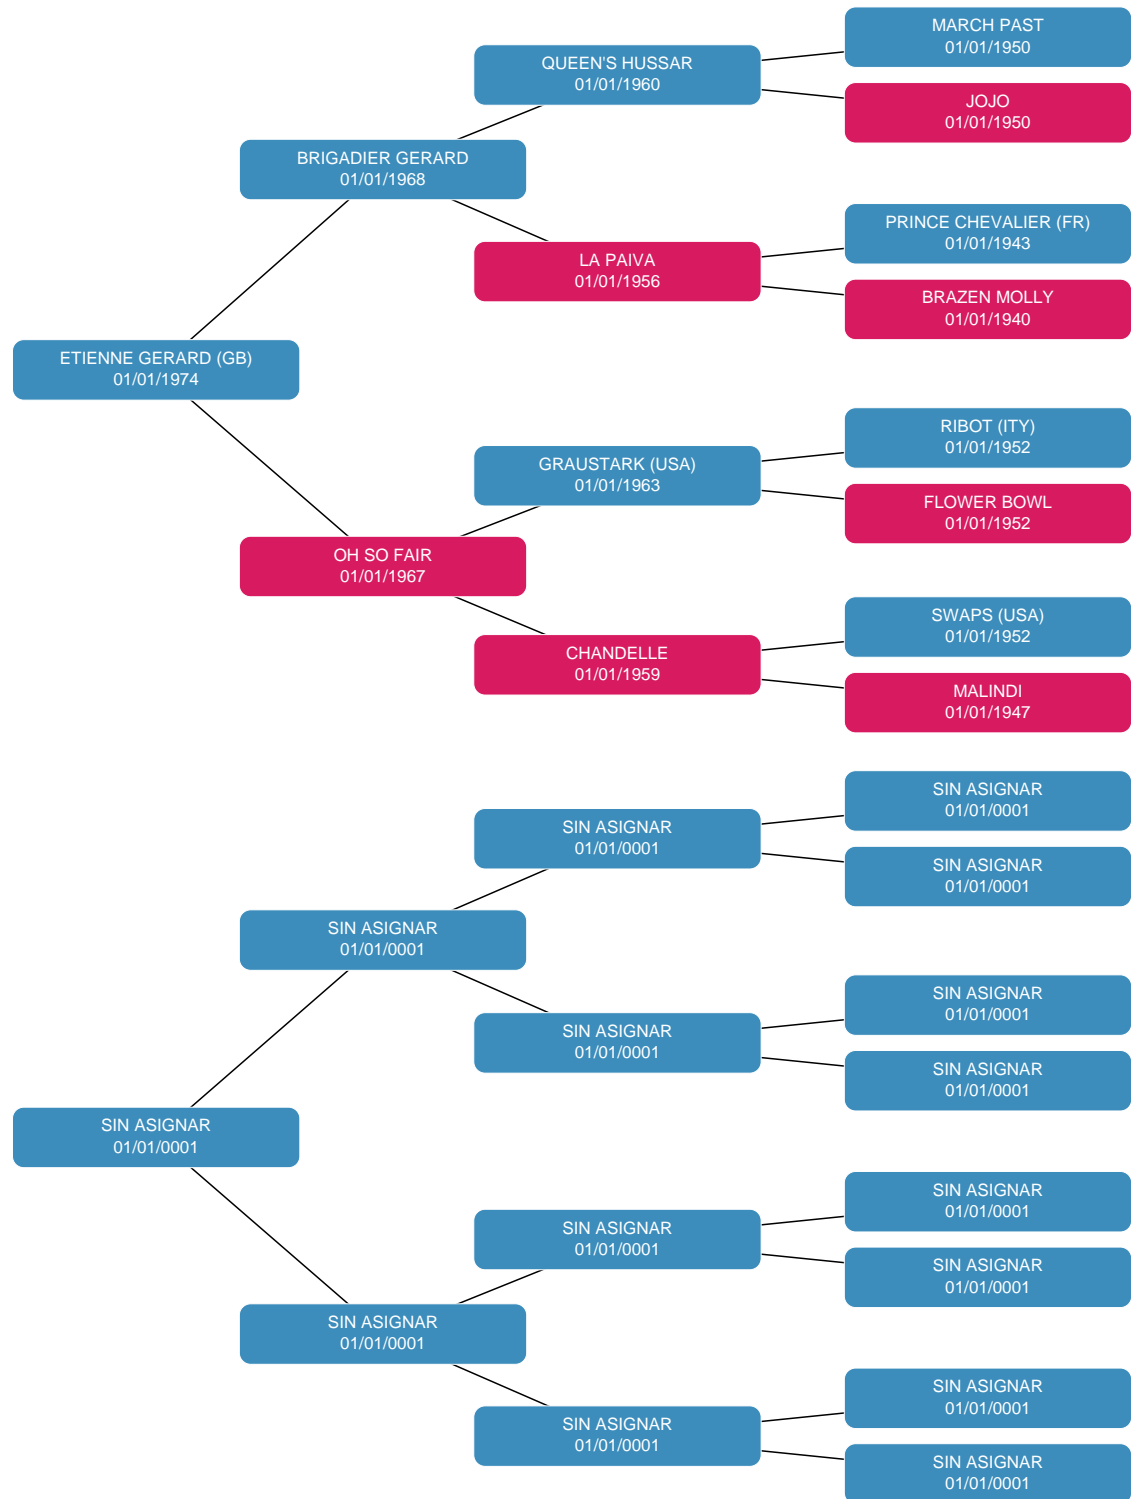 MARCH PAST
01/01/1950
QUEEN'S HUSSAR
01/01/1960
JOJO
01/01/1950
BRIGADIER GERARD
01/01/1968
PRINCE CHEVALIER (FR)
01/01/1943
LA PAIVA
01/01/1956
BRAZEN MOLLY
01/01/1940
ETIENNE GERARD (GB)
01/01/1974
RIBOT (ITY)
01/01/1952
GRAUSTARK (USA)
01/01/1963
FLOWER BOWL
01/01/1952
OH SO FAIR
01/01/1967
SWAPS (USA)
01/01/1952
CHANDELLE
01/01/1959
MALINDI
01/01/1947
SIN ASIGNAR
01/01/0001
SIN ASIGNAR
01/01/0001
SIN ASIGNAR
01/01/0001
SIN ASIGNAR
01/01/0001
SIN ASIGNAR
01/01/0001
SIN ASIGNAR
01/01/0001
SIN ASIGNAR
01/01/0001
SIN ASIGNAR
01/01/0001
SIN ASIGNAR
01/01/0001
SIN ASIGNAR
01/01/0001
SIN ASIGNAR
01/01/0001
SIN ASIGNAR
01/01/0001
SIN ASIGNAR
01/01/0001
SIN ASIGNAR
01/01/0001
SIN ASIGNAR
01/01/0001